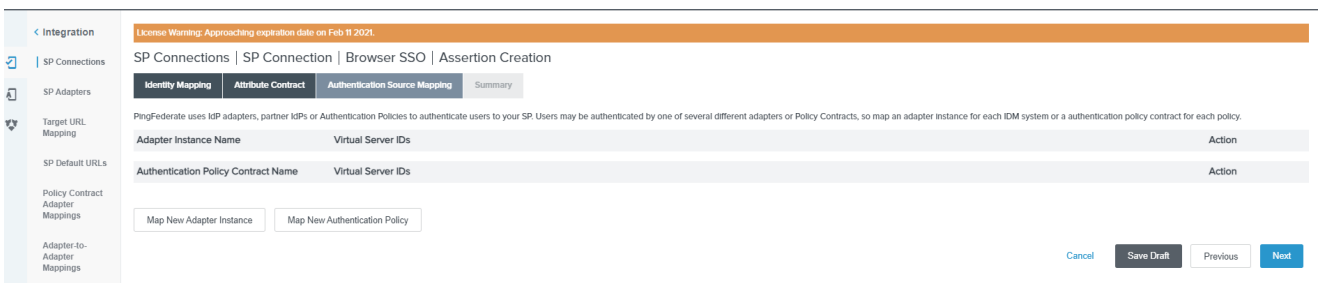 < Integration
SP Connections
SP Adapters
Target URL
Mapping
SP Default URLs
Policy Contract
Adapter
Mappings
Adapter-to-
Adapter
Mappings
License Warning: Approaching expiration date on Feb 11 2021.
SP Connections | SP Connection | Browser SSO | Assertion Creation
Identity Mapping Attribute Contract Authentication Source Mapping Summary
PingFederate uses IdP adapters, partner IdPs or Authentication Policies to authenticate users to your SP. Users may be authenticated by one of several different adapters or Policy Contracts, so map an adapter instance for each IDM system or a authentication policy contract for each policy.
Adapter Instance Name Virtual Server IDs Action
Authentication Policy Contract Name Virtual Server IDs Action
Map New Adapter Instance Map New Authentication Policy
Cancel Save Draft Previous Next